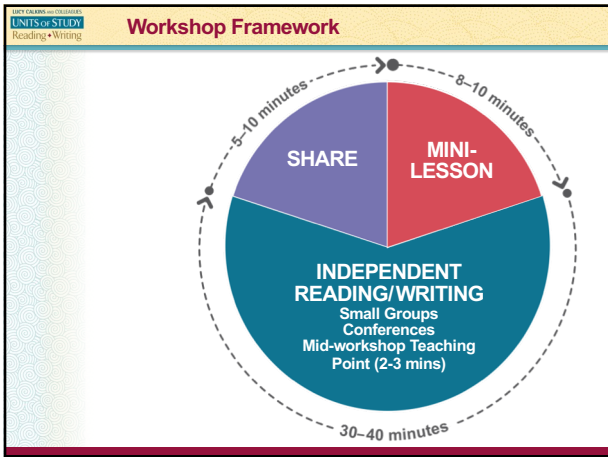 LUCY CALKINS AND COLLEAGUES
UNITS OF STUDY
Reading♦Writing
Workshop Framework
5–10 minutes
8–10 minutes
SHARE
MINI-
LESSON
INDEPENDENT
READING/WRITING
Small Groups
Conferences
Mid-workshop Teaching
Point (2-3 mins)
30–40 minutes